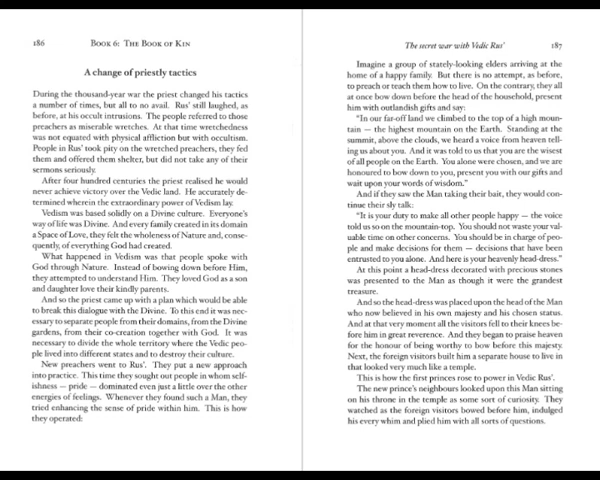 186 BOOK 6: THE BOOK OF KIN
A change of priestly tactics
During the thousand-year war the priest changed his tactics
a number of times, but all to no avail. Rus' still laughed, as
before, at his occult intrusions. The people referred to those
preachers as miserable wretches. At that time wretchedness
was not equated with physical affliction but with occultism.
People in Rus' took pity on the wretched preachers, they fed
them and offered them shelter, but did not take any of their
sermons seriously.
After four hundred centuries the priest realised he would
never achieve victory over the Vedic land. He accurately de-
termined wherein the extraordinary power of Vedism lay.
Vedism was based solidly on a Divine culture. Everyone's
way of life was Divine. And every family created in its domain
a Space of Love, they felt the wholeness of Nature and, conse-
quently, of everything God had created.
What happened in Vedism was that people spoke with
God through Nature. Instead of bowing down before Him,
they attempted to understand Him. They loved God as a son
and daughter love their kindly parents.
And so the priest came up with a plan which would be able
to break this dialogue with the Divine. To this end it was nec-
essary to separate people from their domains, from the Divine
gardens, from their co-creation together with God. It was
necessary to divide the whole territory where the Vedic peo-
ple lived into different states and to destroy their culture.
New preachers went to Rus'. They put a new approach
into practice. This time they sought out people in whom self-
ishness — pride — dominated even just a little over the other
energies of feelings. Whenever they found such a Man, they
tried enhancing the sense of pride within him. This is how
they operated:
The secret war with Vedic Rus' 187
Imagine a group of stately-looking elders arriving at the
home of a happy family. But there is no attempt, as before,
to preach or teach them how to live. On the contrary, they all
at once bow down before the head of the household, present
him with outlandish gifts and say:
"In our far-off land we climbed to the top of a high moun-
tain — the highest mountain on the Earth. Standing at the
summit, above the clouds, we heard a voice from heaven tell-
ing us about you. And it was told to us that you are the wisest
of all people on the Earth. You alone were chosen, and we are
honoured to bow down to you, present you with our gifts and
wait upon your words of wisdom."
And if they saw the Man taking their bait, they would con-
tinue their sly talk:
"It is your duty to make all other people happy — the voice
told us so on the mountain-top. You should not waste your val-
uable time on other concerns. You should be in charge of peo-
ple and make decisions for them — decisions that have been
entrusted to you alone. And here is your heavenly head-dress."
At this point a head-dress decorated with precious stones
was presented to the Man as though it were the grandest
treasure.
And so the head-dress was placed upon the head of the Man
who now believed in his own majesty and his chosen status.
And at that very moment all the visitors fell to their knees be-
fore him in great reverence. And they began to praise heaven
for the honour of being worthy to bow before this majesty.
Next, the foreign visitors built him a separate house to live in
that looked very much like a temple.
This is how the first princes rose to power in Vedic Rus'.
The new prince's neighbours looked upon this Man sitting
on his throne in the temple as some sort of curiosity. They
watched as the foreign visitors bowed before him, indulged
his every whim and plied him with all sorts of questions.